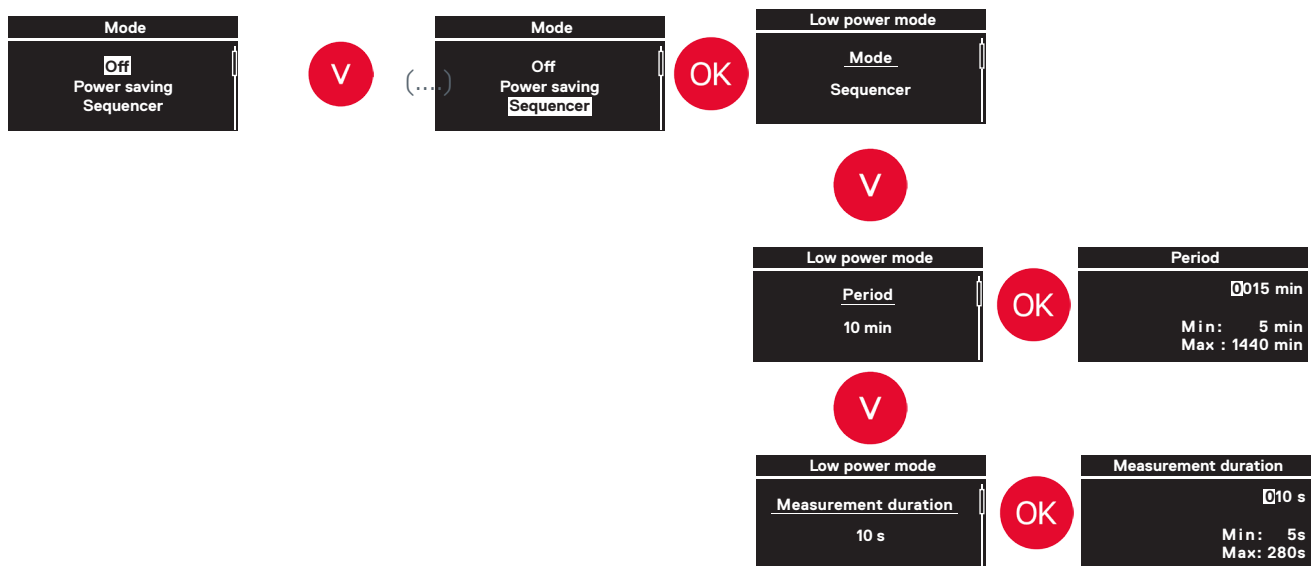 Mode
Off
Power saving
Sequencer
V
(....)
Mode
Off
Power saving
Sequencer
OK
Low power mode
Mode
Sequencer
V
Low power mode
Period
10 min
OK
Period
0015 min
Min: 5 min
Max : 1440 min
V
Low power mode
Measurement duration
10 s
OK
Measurement duration
010 s
Min: 5s
Max: 280s